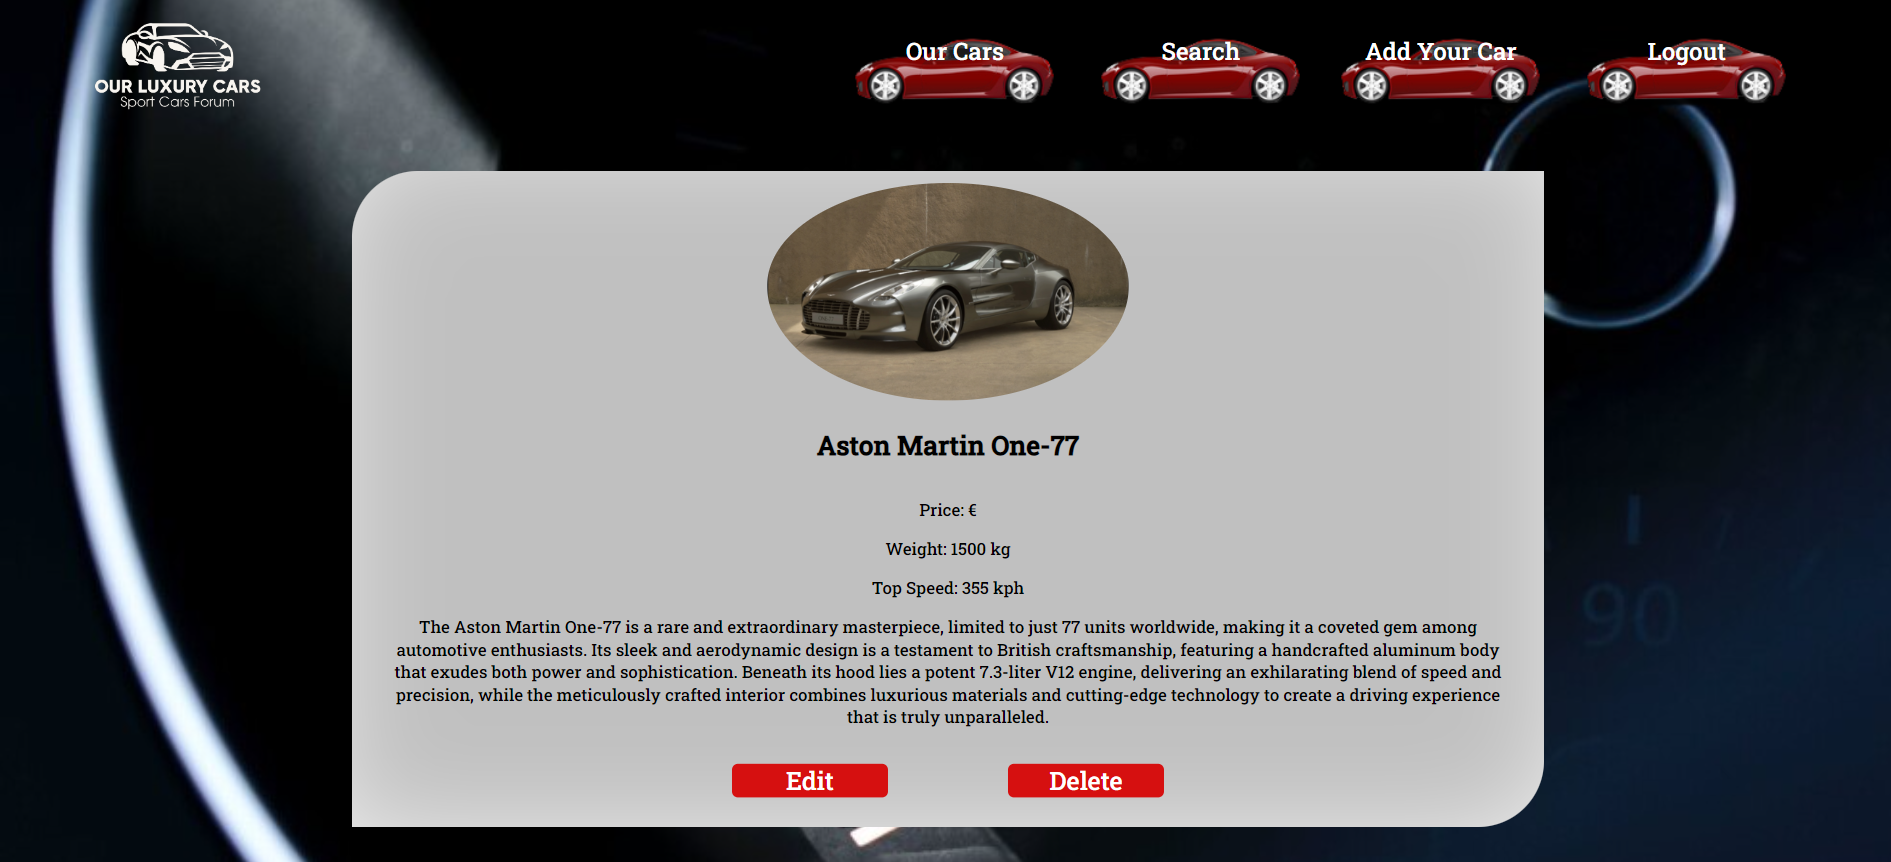 OUR LUXURY CARS
Sport Cars Forum
Our Cars
Search
Add Your Car
Logout
Aston Martin One-77
Price: €
Weight: 1500 kg
Top Speed: 355 kph
The Aston Martin One-77 is a rare and extraordinary masterpiece, limited to just 77 units worldwide, making it a coveted gem among
automotive enthusiasts. Its sleek and aerodynamic design is a testament to British craftsmanship, featuring a handcrafted aluminum body
that exudes both power and sophistication. Beneath its hood lies a potent 7.3-liter V12 engine, delivering an exhilarating blend of speed and
precision, while the meticulously crafted interior combines luxurious materials and cutting-edge technology to create a driving experience
that is truly unparalleled.
90
Edit
Delete